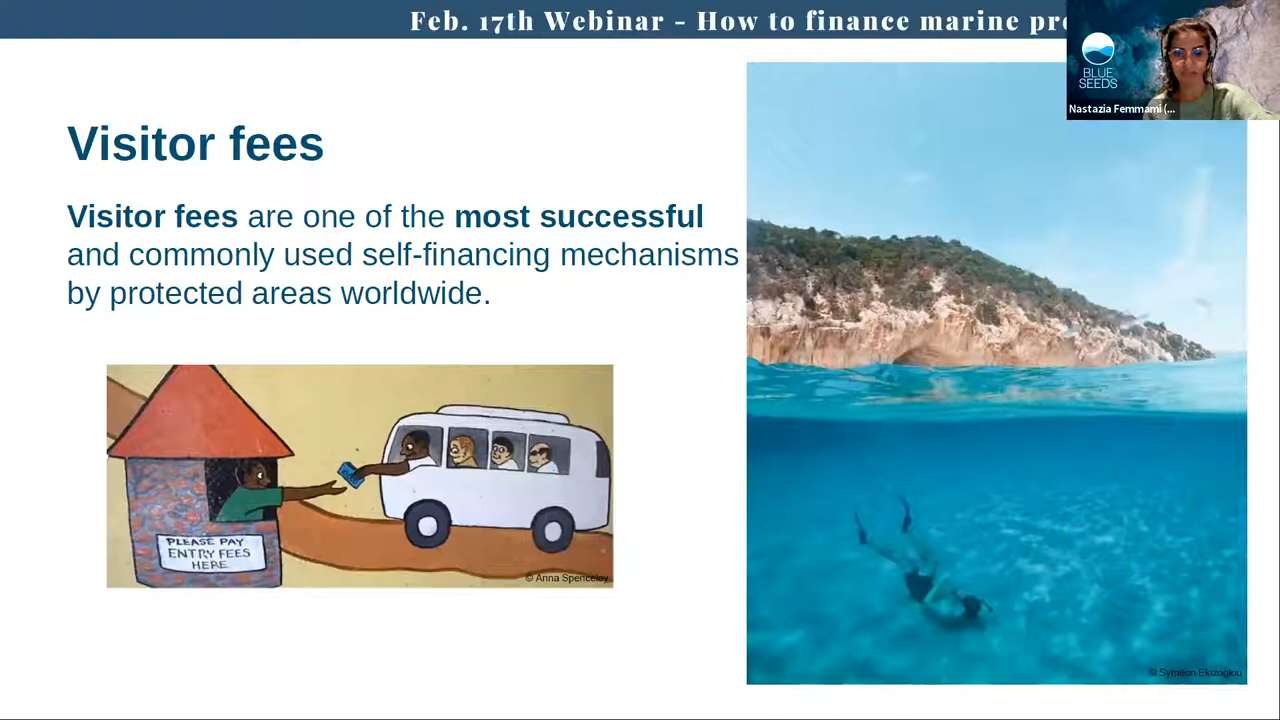 Feb. 17th Webinar - How to finance marine pro
BLUE
SEEDS
Nastazia Femmami (...
Visitor fees
Visitor fees are one of the most successful
and commonly used self-financing mechanisms
by protected areas worldwide.
PLEASE PAY
ENTRY FEES
HERE
© Anna Spenceley
© Symeon Ekizoglou